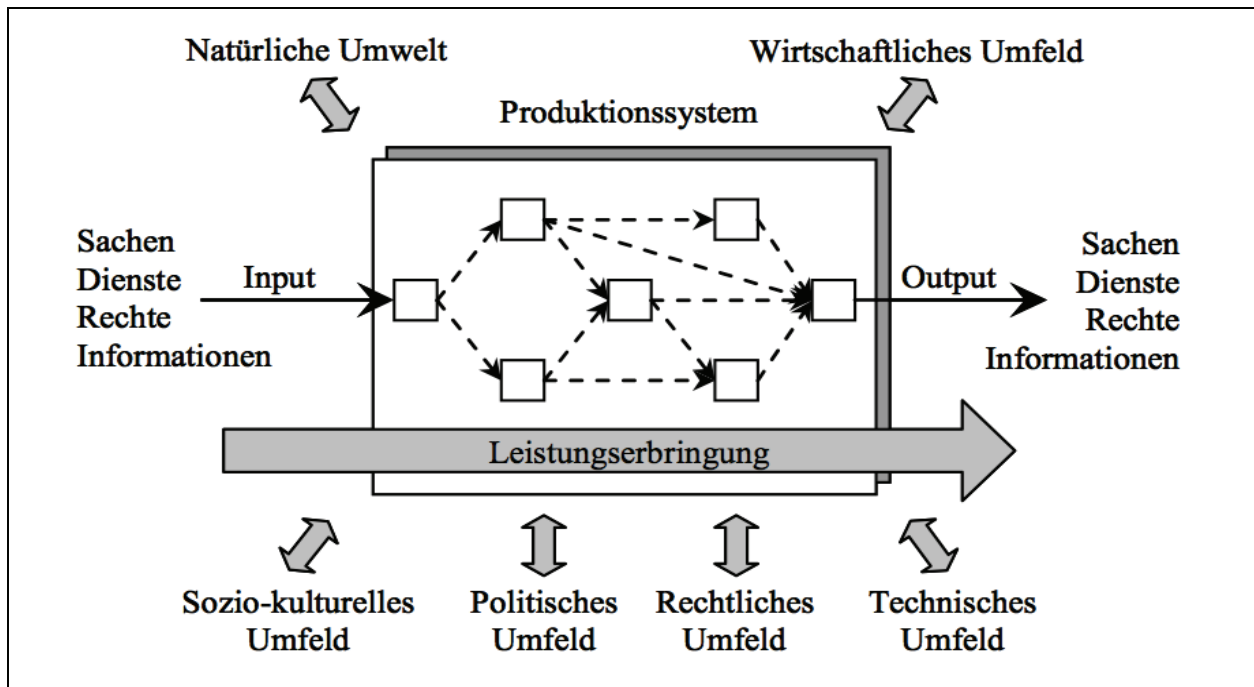 Natürliche Umwelt
Wirtschaftliches Umfeld
Produktionssystem
Sachen
Dienste
Rechte
Informationen
Input
Output
Sachen
Dienste
Rechte
Informationen
Leistungserbringung
Sozio-kulturelles
Umfeld
Politisches
Umfeld
Rechtliches
Umfeld
Technisches
Umfeld